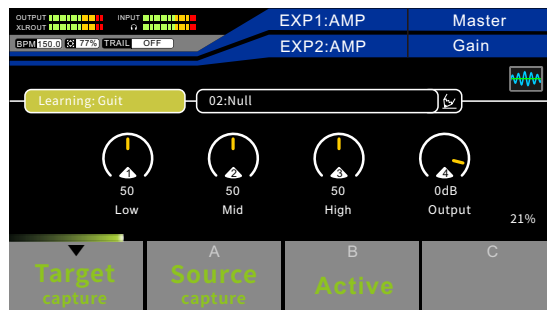 OUTPUT INPUT EXP1:AMP Master
XLROUT
BPM 150.0 77% TRAIL OFF EXP2:AMP Gain
Learning: Guit 02:Null
1 2 3 4
50 50 50 0dB
Low Mid High Output
21%
A B C
Target Source Active
capture capture